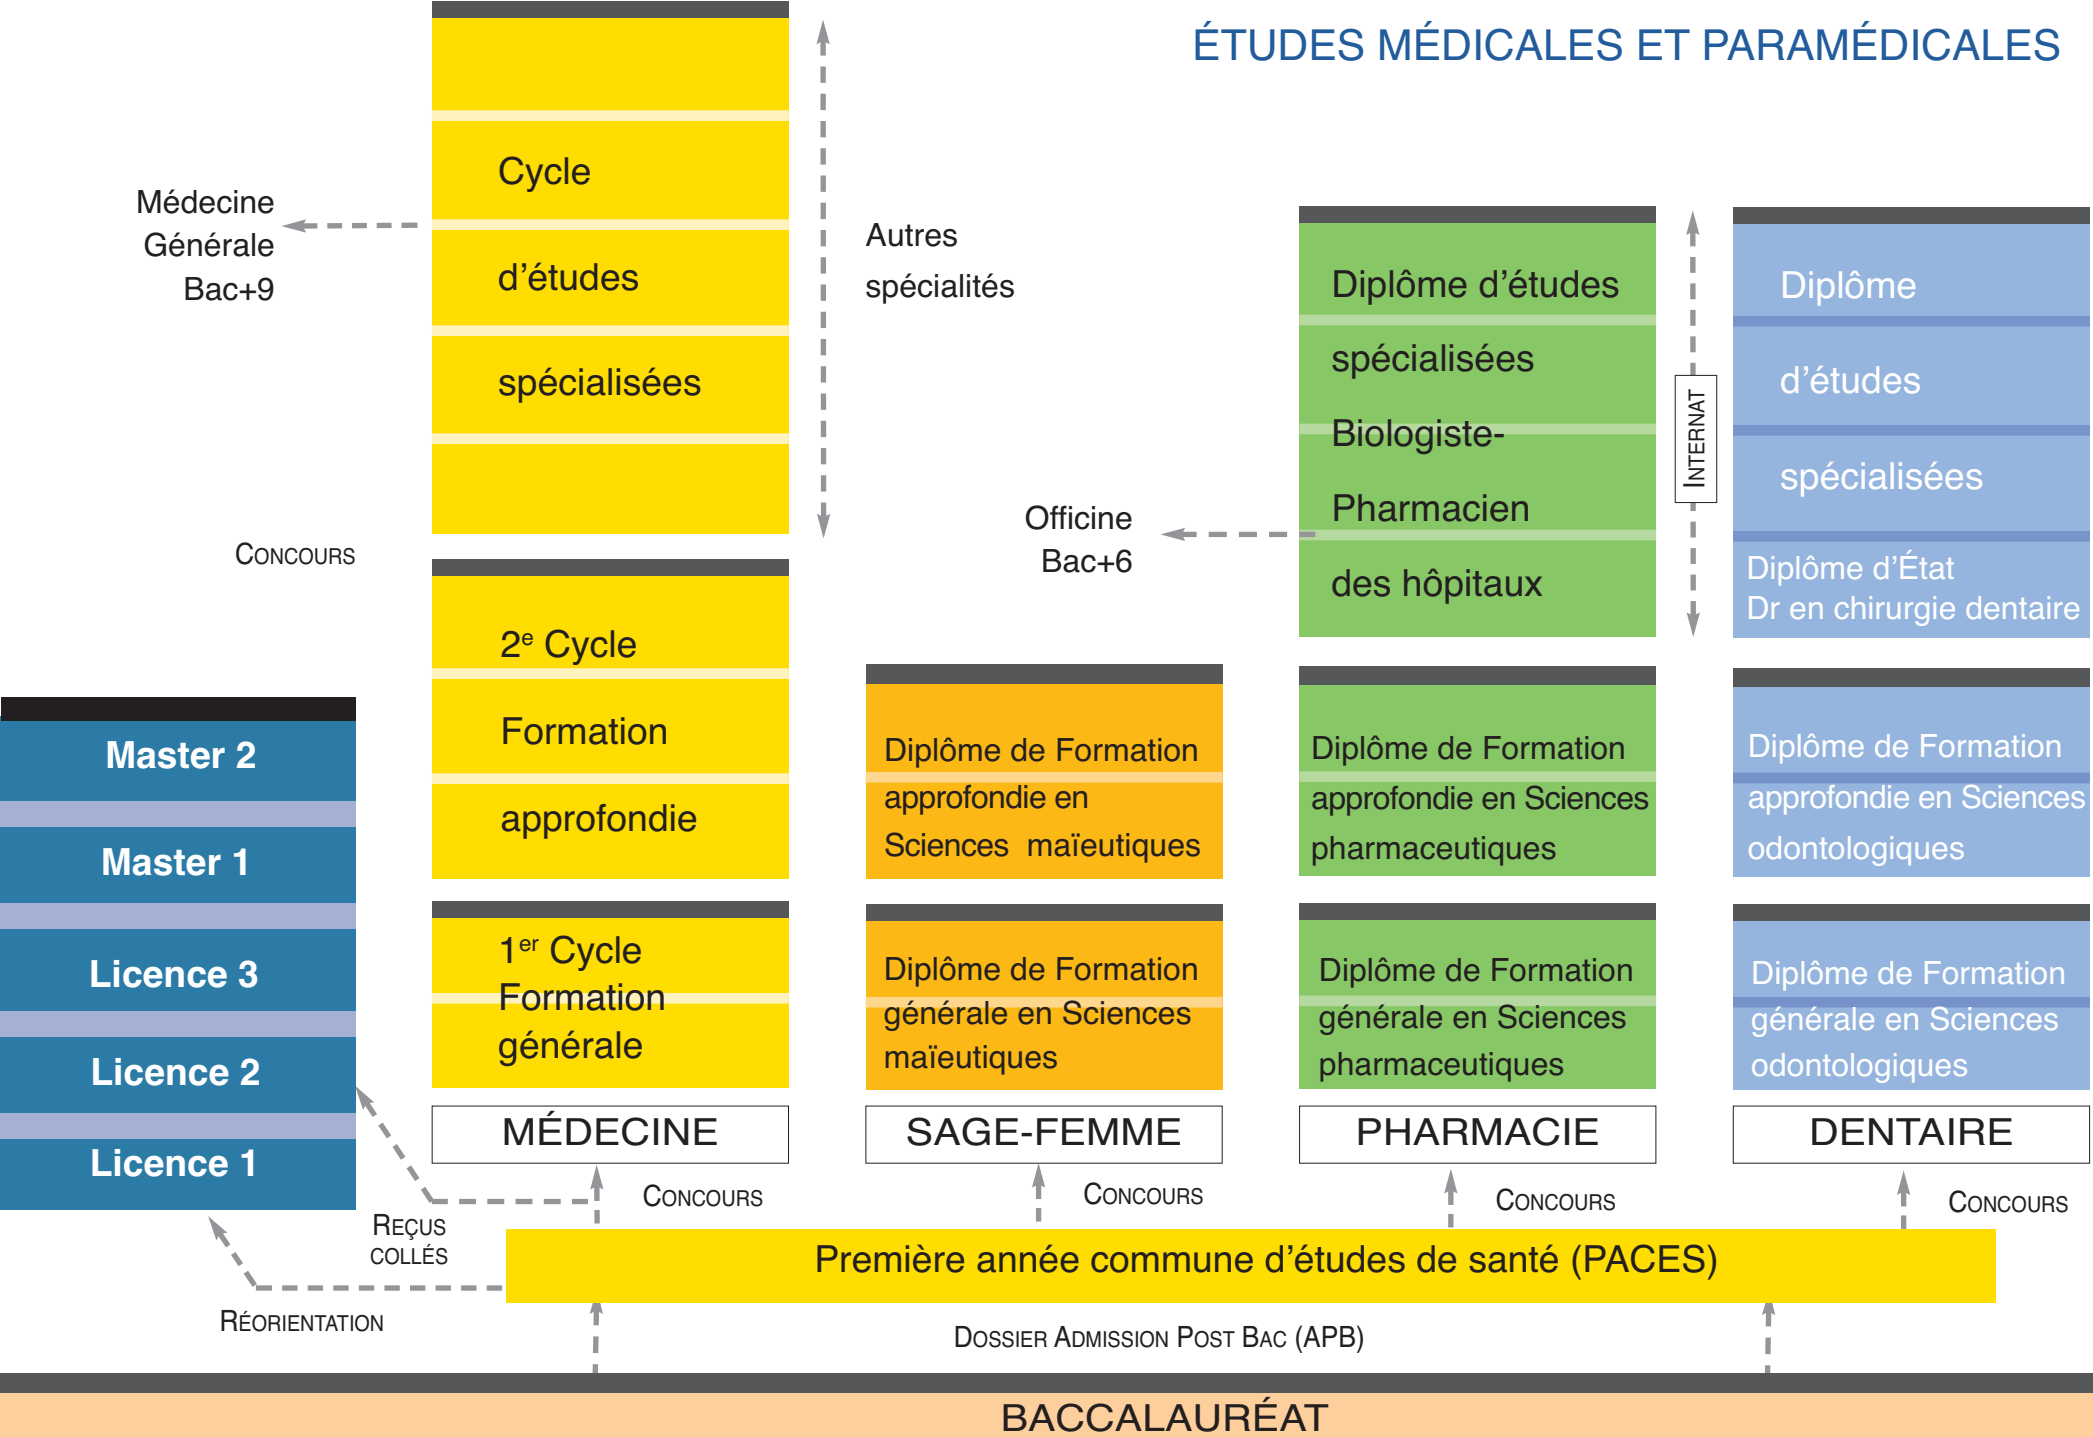 ÉTUDES MÉDICALES ET PARAMÉDICALES
Médecine
Générale
Bac+9
Cycle
d’études
spécialisées
Autres
spécialités
CONCOURS
2e Cycle
Formation
approfondie
1er Cycle
Formation
générale
MÉDECINE
Master 2
Master 1
Licence 3
Licence 2
Licence 1
Diplôme de Formation
approfondie en
Sciences maïeutiques
Diplôme de Formation
générale en Sciences
maïeutiques
SAGE-FEMME
Officine
Bac+6
Diplôme d’études
spécialisées
Biologiste-
Pharmacien
des hôpitaux
INTERNAT
Diplôme de Formation
approfondie en Sciences
pharmaceutiques
Diplôme de Formation
générale en Sciences
pharmaceutiques
PHARMACIE
Diplôme
d’études
spécialisées
Diplôme d’État
Dr en chirurgie dentaire
Diplôme de Formation
approfondie en Sciences
odontologiques
Diplôme de Formation
générale en Sciences
odontologiques
DENTAIRE
CONCOURS
CONCOURS
CONCOURS
CONCOURS
REÇUS
COLLÉS
Première année commune d'études de santé (PACES)
RÉORIENTATION
DOSSIER ADMISSION POST BAC (APB)
BACCALAURÉAT